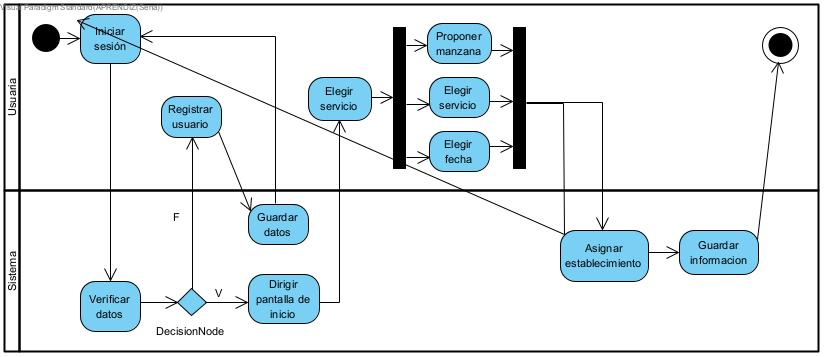 Visual Paradigm Standard(APRENDIZ(Sena))
Usuaria
Iniciar
sesión
Proponer
manzana
Elegir
servicio
Elegir
servicio
Registrar
usuario
Elegir
fecha
Sistema
F
Guardar
datos
Asignar
establecimiento
Guardar
informacion
Verificar
datos
V
Dirigir
pantalla de
inicio
DecisionNode